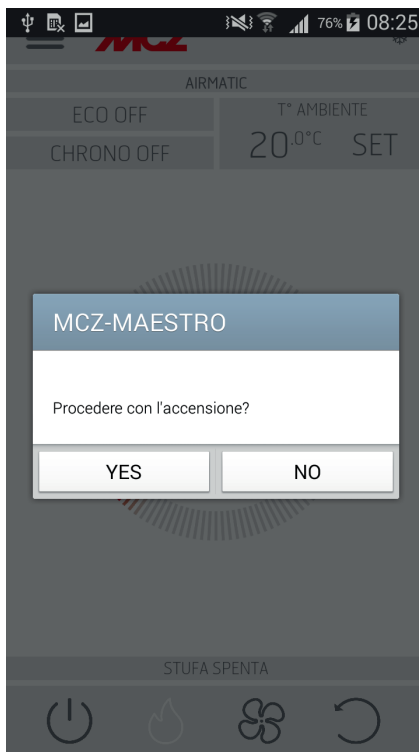 76% 08:25
MCZ
AIRMATIC
ECO OFF
T° AMBIENTE
CHRONO OFF
20.0°C SET
MCZ-MAESTRO
Procedere con l'accensione?
YES NO
STUFA SPENTA